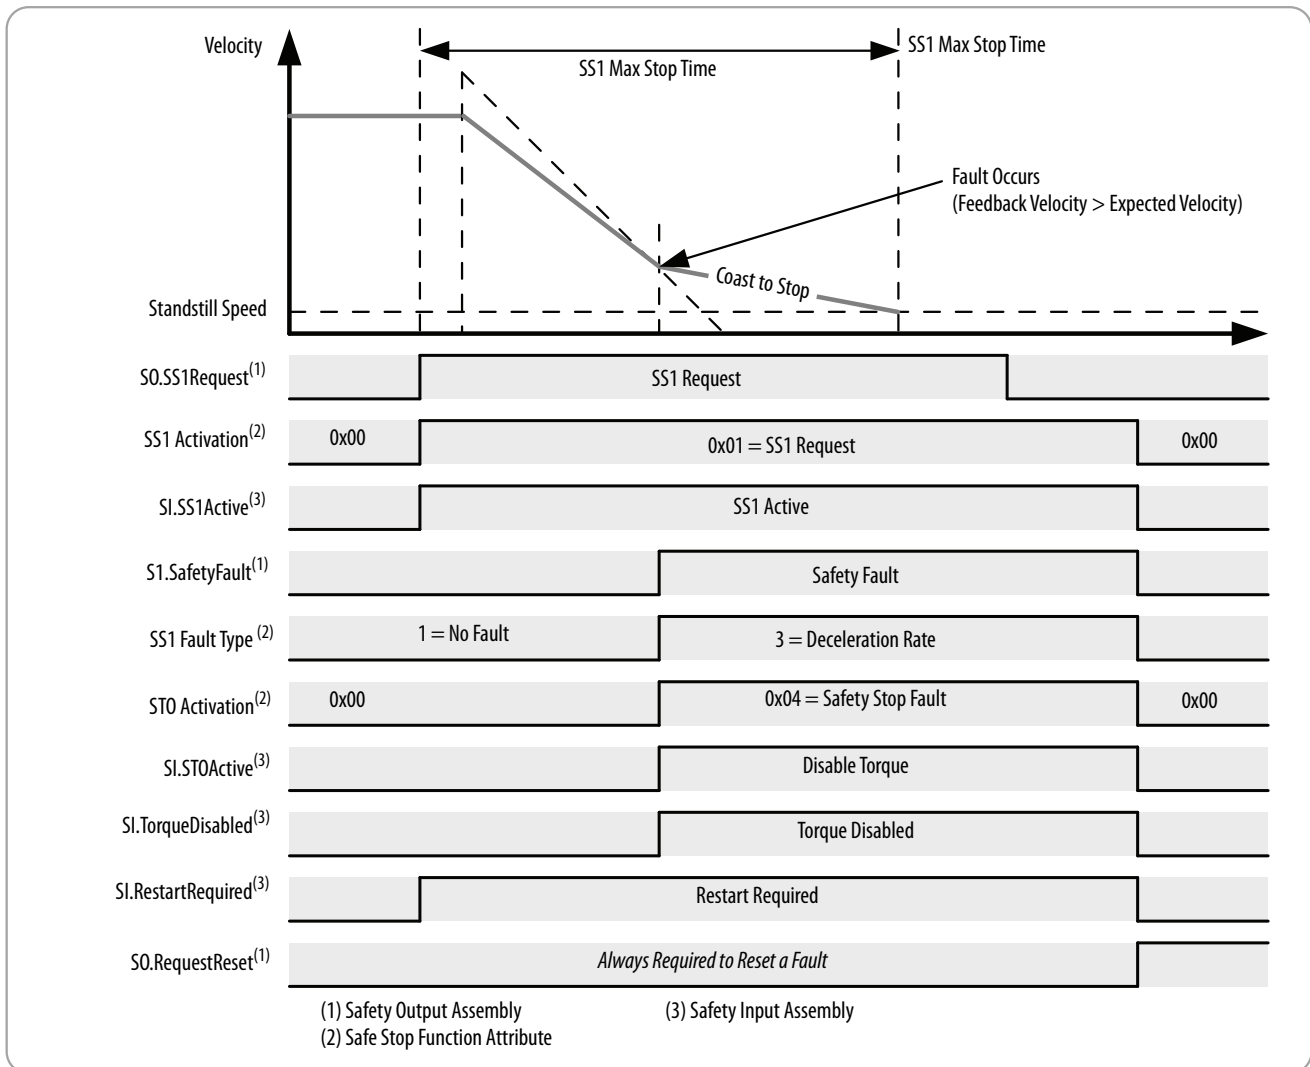 Velocity
SS1 Max Stop Time
SS1 Max Stop Time
Fault Occurs
(Feedback Velocity > Expected Velocity)
Coast to Stop
Standstill Speed
SO.SS1Request(1)
SS1 Request
SS1 Activation(2)
0x00
0x01 = SS1 Request
0x00
SI.SS1Active(3)
SS1 Active
S1.SafetyFault(1)
Safety Fault
SS1 Fault Type (2)
1 = No Fault
3 = Deceleration Rate
STO Activation(2)
0x00
0x04 = Safety Stop Fault
0x00
SI.STOActive(3)
Disable Torque
SI.TorqueDisabled(3)
Torque Disabled
SI.RestartRequired(3)
Restart Required
SO.RequestReset(1)
Always Required to Reset a Fault
(1) Safety Output Assembly
(3) Safety Input Assembly
(2) Safe Stop Function Attribute